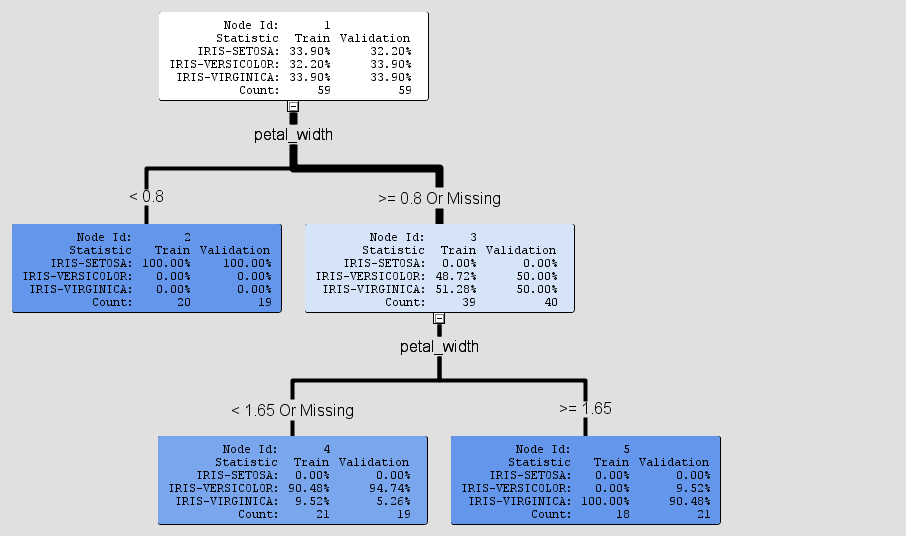 Node Id: 1
Statistic Train Validation
IRIS-SETOSA: 33.90% 32.20%
IRIS-VERSICOLOR: 32.20% 33.90%
IRIS-VIRGINICA: 33.90% 33.90%
Count: 59 59
petal_width
< 0.8
>= 0.8 Or Missing
Node Id: 2
Statistic Train Validation
IRIS-SETOSA: 100.00% 100.00%
IRIS-VERSICOLOR: 0.00% 0.00%
IRIS-VIRGINICA: 0.00% 0.00%
Count: 20 19
Node Id: 3
Statistic Train Validation
IRIS-SETOSA: 0.00% 0.00%
IRIS-VERSICOLOR: 48.72% 50.00%
IRIS-VIRGINICA: 51.28% 50.00%
Count: 39 40
petal_width
< 1.65 Or Missing
>= 1.65
Node Id: 4
Statistic Train Validation
IRIS-SETOSA: 0.00% 0.00%
IRIS-VERSICOLOR: 90.48% 94.74%
IRIS-VIRGINICA: 9.52% 5.26%
Count: 21 19
Node Id: 5
Statistic Train Validation
IRIS-SETOSA: 0.00% 0.00%
IRIS-VERSICOLOR: 0.00% 9.52%
IRIS-VIRGINICA: 100.00% 90.48%
Count: 18 21